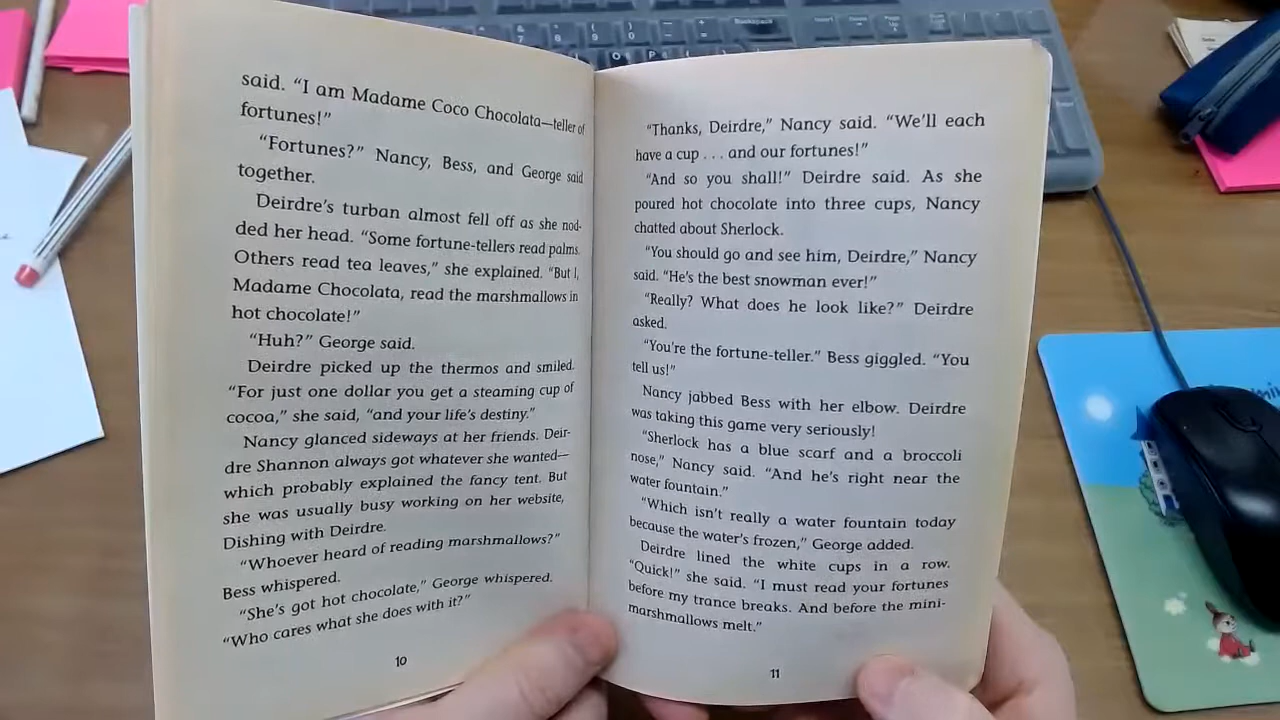 said. “I am Madame Coco Chocolata—teller of
fortunes!”
“Fortunes?” Nancy, Bess, and George said
together.
Deirdre’s turban almost fell off as she nod-
ded her head. “Some fortune-tellers read palms.
Others read tea leaves,” she explained. “But I,
Madame Chocolata, read the marshmallows in
hot chocolate!”
“Huh?” George said.
Deirdre picked up the thermos and smiled.
“For just one dollar you get a steaming cup of
cocoa,” she said, “and your life’s destiny.”
Nancy glanced sideways at her friends. Deir-
dre Shannon always got whatever she wanted—
which probably explained the fancy tent. But
she was usually busy working on her website,
Dishing with Deirdre.
“Whoever heard of reading marshmallows?”
Bess whispered.
“She’s got hot chocolate,” George whispered.
“Who cares what she does with it?”
10
“Thanks, Deirdre,” Nancy said. “We’ll each
have a cup . . . and our fortunes!”
“And so you shall!” Deirdre said. As she
poured hot chocolate into three cups, Nancy
chatted about Sherlock.
“You should go and see him, Deirdre,” Nancy
said. “He’s the best snowman ever!”
“Really? What does he look like?” Deirdre
asked.
“You’re the fortune-teller.” Bess giggled. “You
tell us!”
Nancy jabbed Bess with her elbow. Deirdre
was taking this game very seriously!
“Sherlock has a blue scarf and a broccoli
nose,” Nancy said. “And he’s right near the
water fountain.”
“Which isn’t really a water fountain today
because the water’s frozen,” George added.
Deirdre lined the white cups in a row.
“Quick!” she said. “I must read your fortunes
before my trance breaks. And before the mini-
marshmallows melt.”
11
Backspace